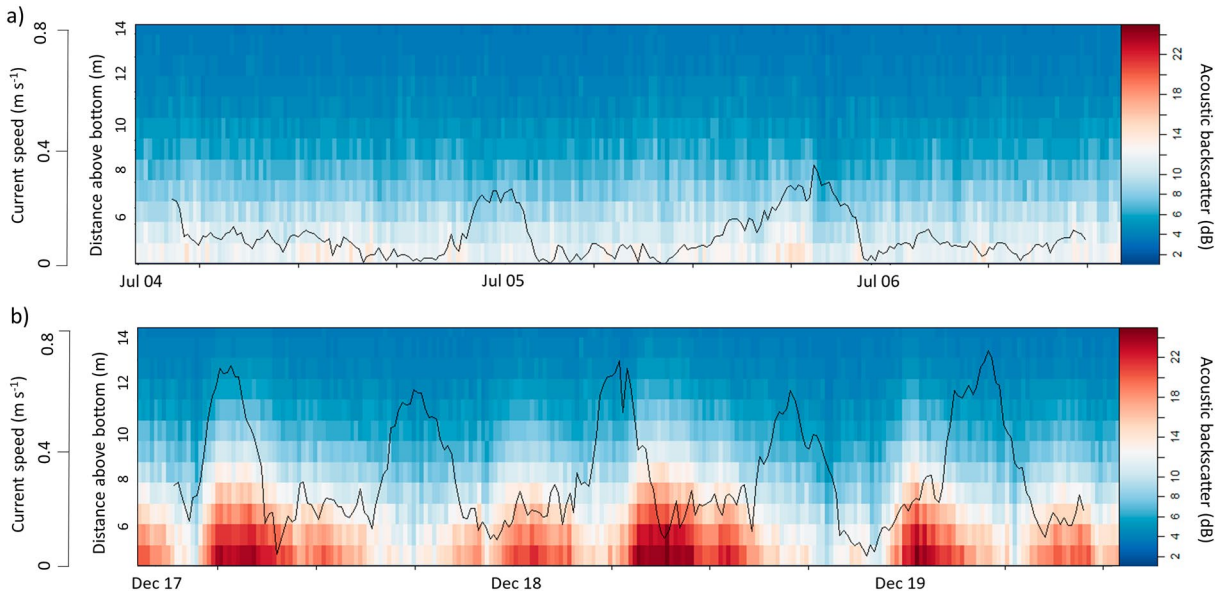 a)
0.8
0.4
0
Current speed (m s-1)
14
12
10
8
6
Distance above bottom (m)
Jul 04
Jul 05
Jul 06
22
18
14
10
8
6
4
2
Acoustic backscatter (dB)
b)
0.8
0.4
0
Current speed (m s-1)
14
12
10
8
6
Distance above bottom (m)
Dec 17
Dec 18
Dec 19
22
18
14
10
8
6
4
2
Acoustic backscatter (dB)